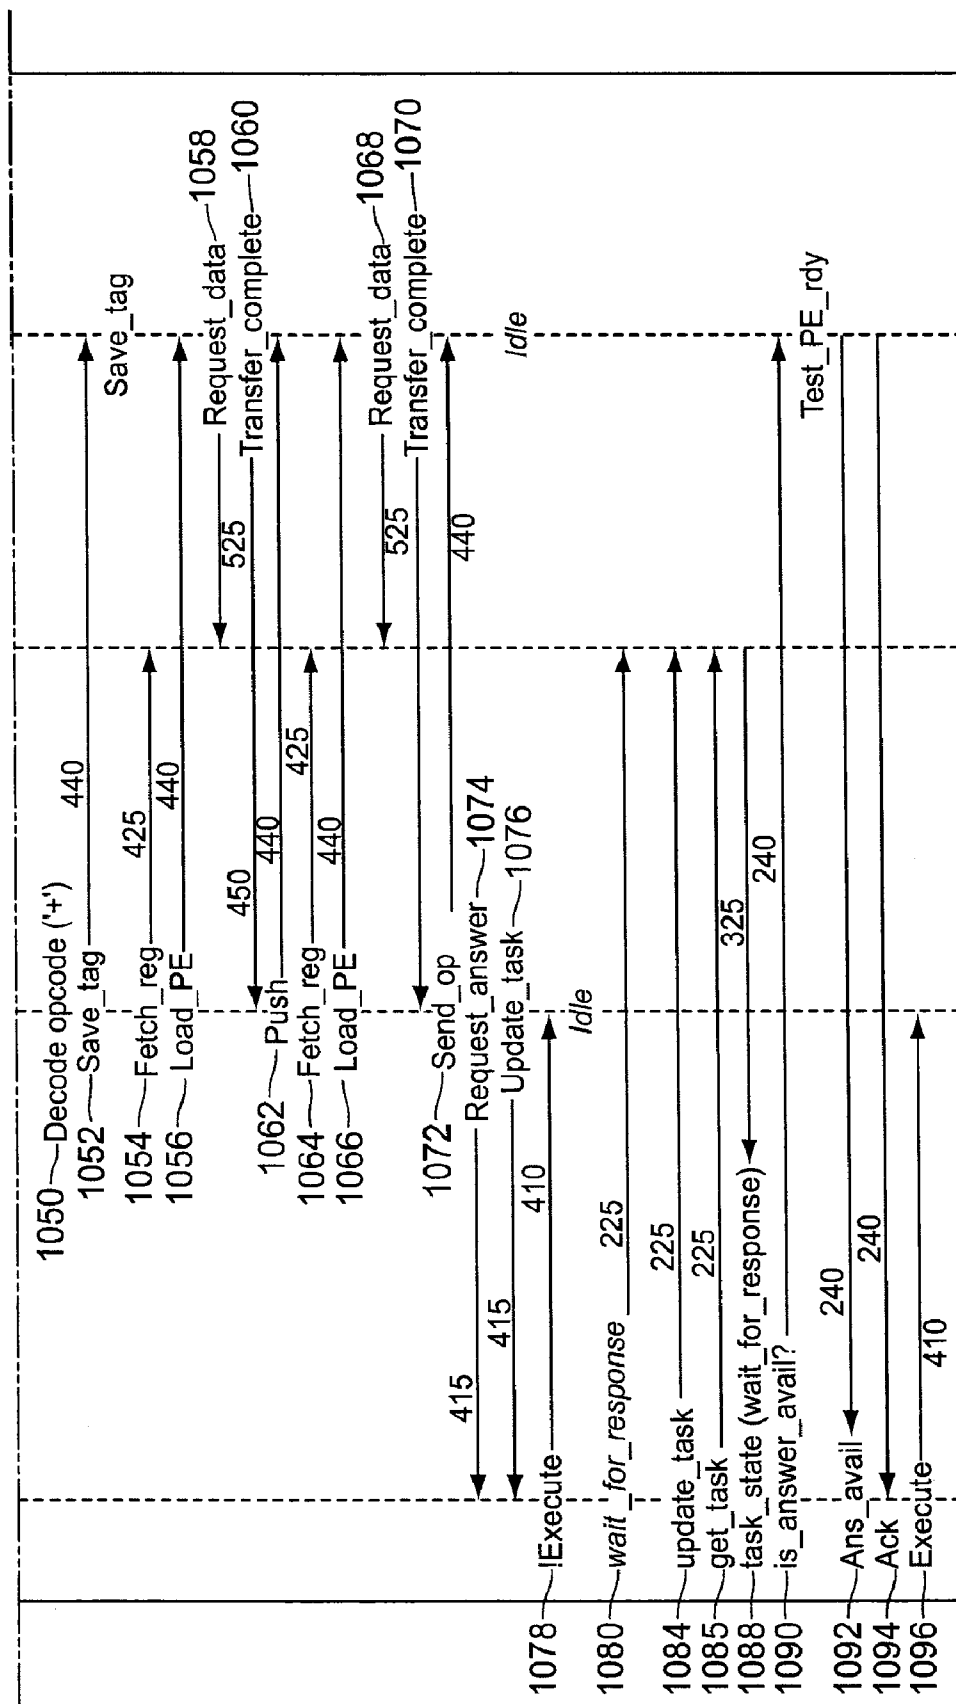 1050 Decode opcode ('+')
1052 Save_tag 440 Save_tag
1054 Fetch_reg 425
1056 Load_PE 440
Request_data 1058
525
Transfer_complete 1060
450
1062 Push 440
1064 Fetch_reg 425
1066 Load_PE 440
Request_data 1068
525
Transfer_complete 1070
1072 Send_op 440
415 Request_answer 1074
415 Update_task 1076
1078 !Execute 410
Idle
Idle
1080 wait_for_response 225
1084 update_task 225
1085 get_task 225
1088 task_state (wait_for_response) 325
1090 is_answer_avail? 240
Test_PE_rdy
1092 Ans_avail 240
1094 Ack 240
1096 Execute 410